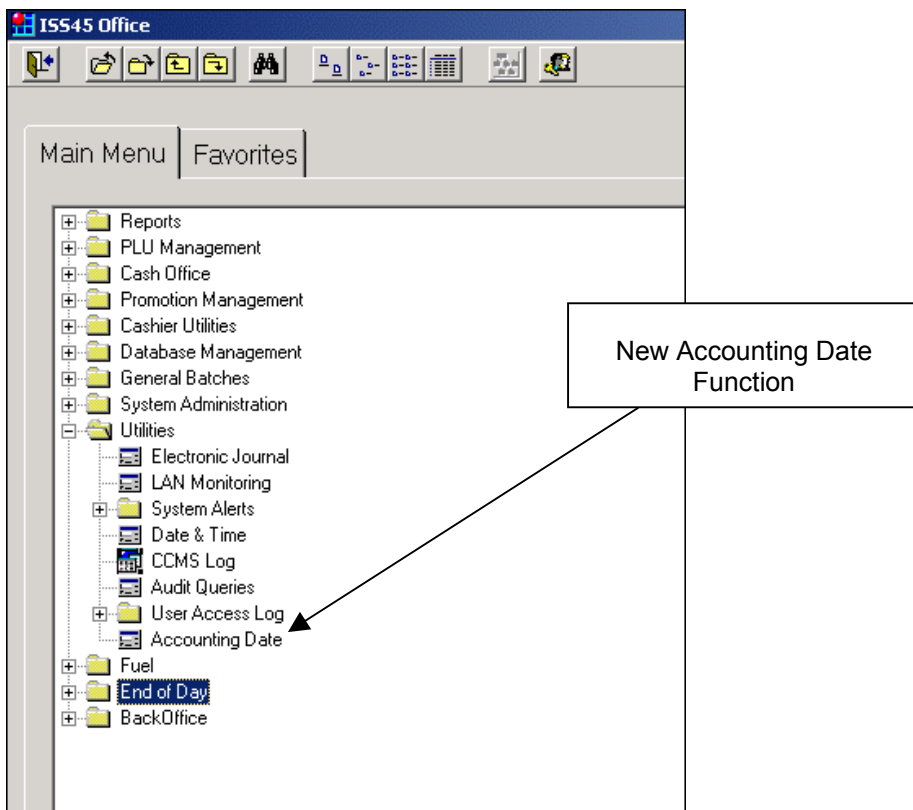 ISS45 Office
Main Menu
Favorites
Reports
PLU Management
Cash Office
Promotion Management
Cashier Utilities
Database Management
General Batches
System Administration
Utilities
Electronic Journal
LAN Monitoring
System Alerts
Date & Time
CCMS Log
Audit Queries
User Access Log
Accounting Date
Fuel
End of Day
BackOffice
New Accounting Date
Function